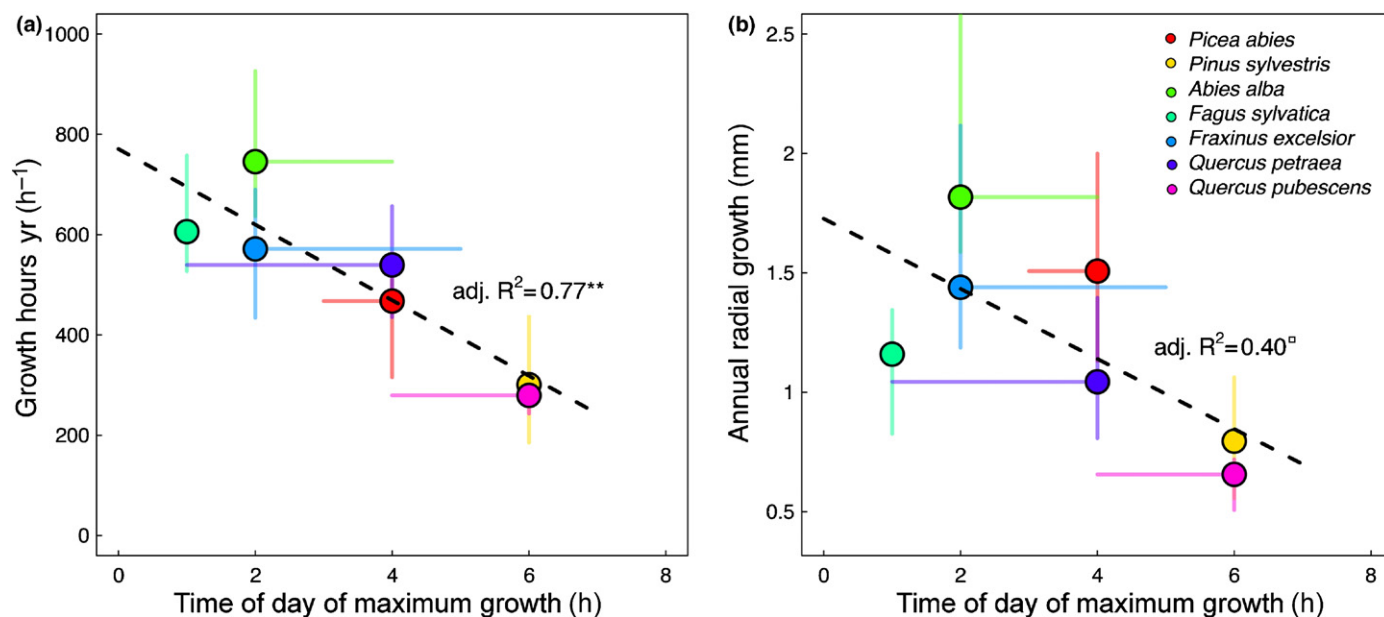 (a)
1000
800
600
400
200
0
Growth hours yr (h⁻¹)
adj. R²=0.77**
0 2 4 6 8
Time of day of maximum growth (h)
(b)
2.5
2
1.5
1
0.5
Annual radial growth (mm)
Picea abies
Pinus sylvestris
Abies alba
Fagus sylvatica
Fraxinus excelsior
Quercus petraea
Quercus pubescens
adj. R²=0.40¤
0 2 4 6 8
Time of day of maximum growth (h)